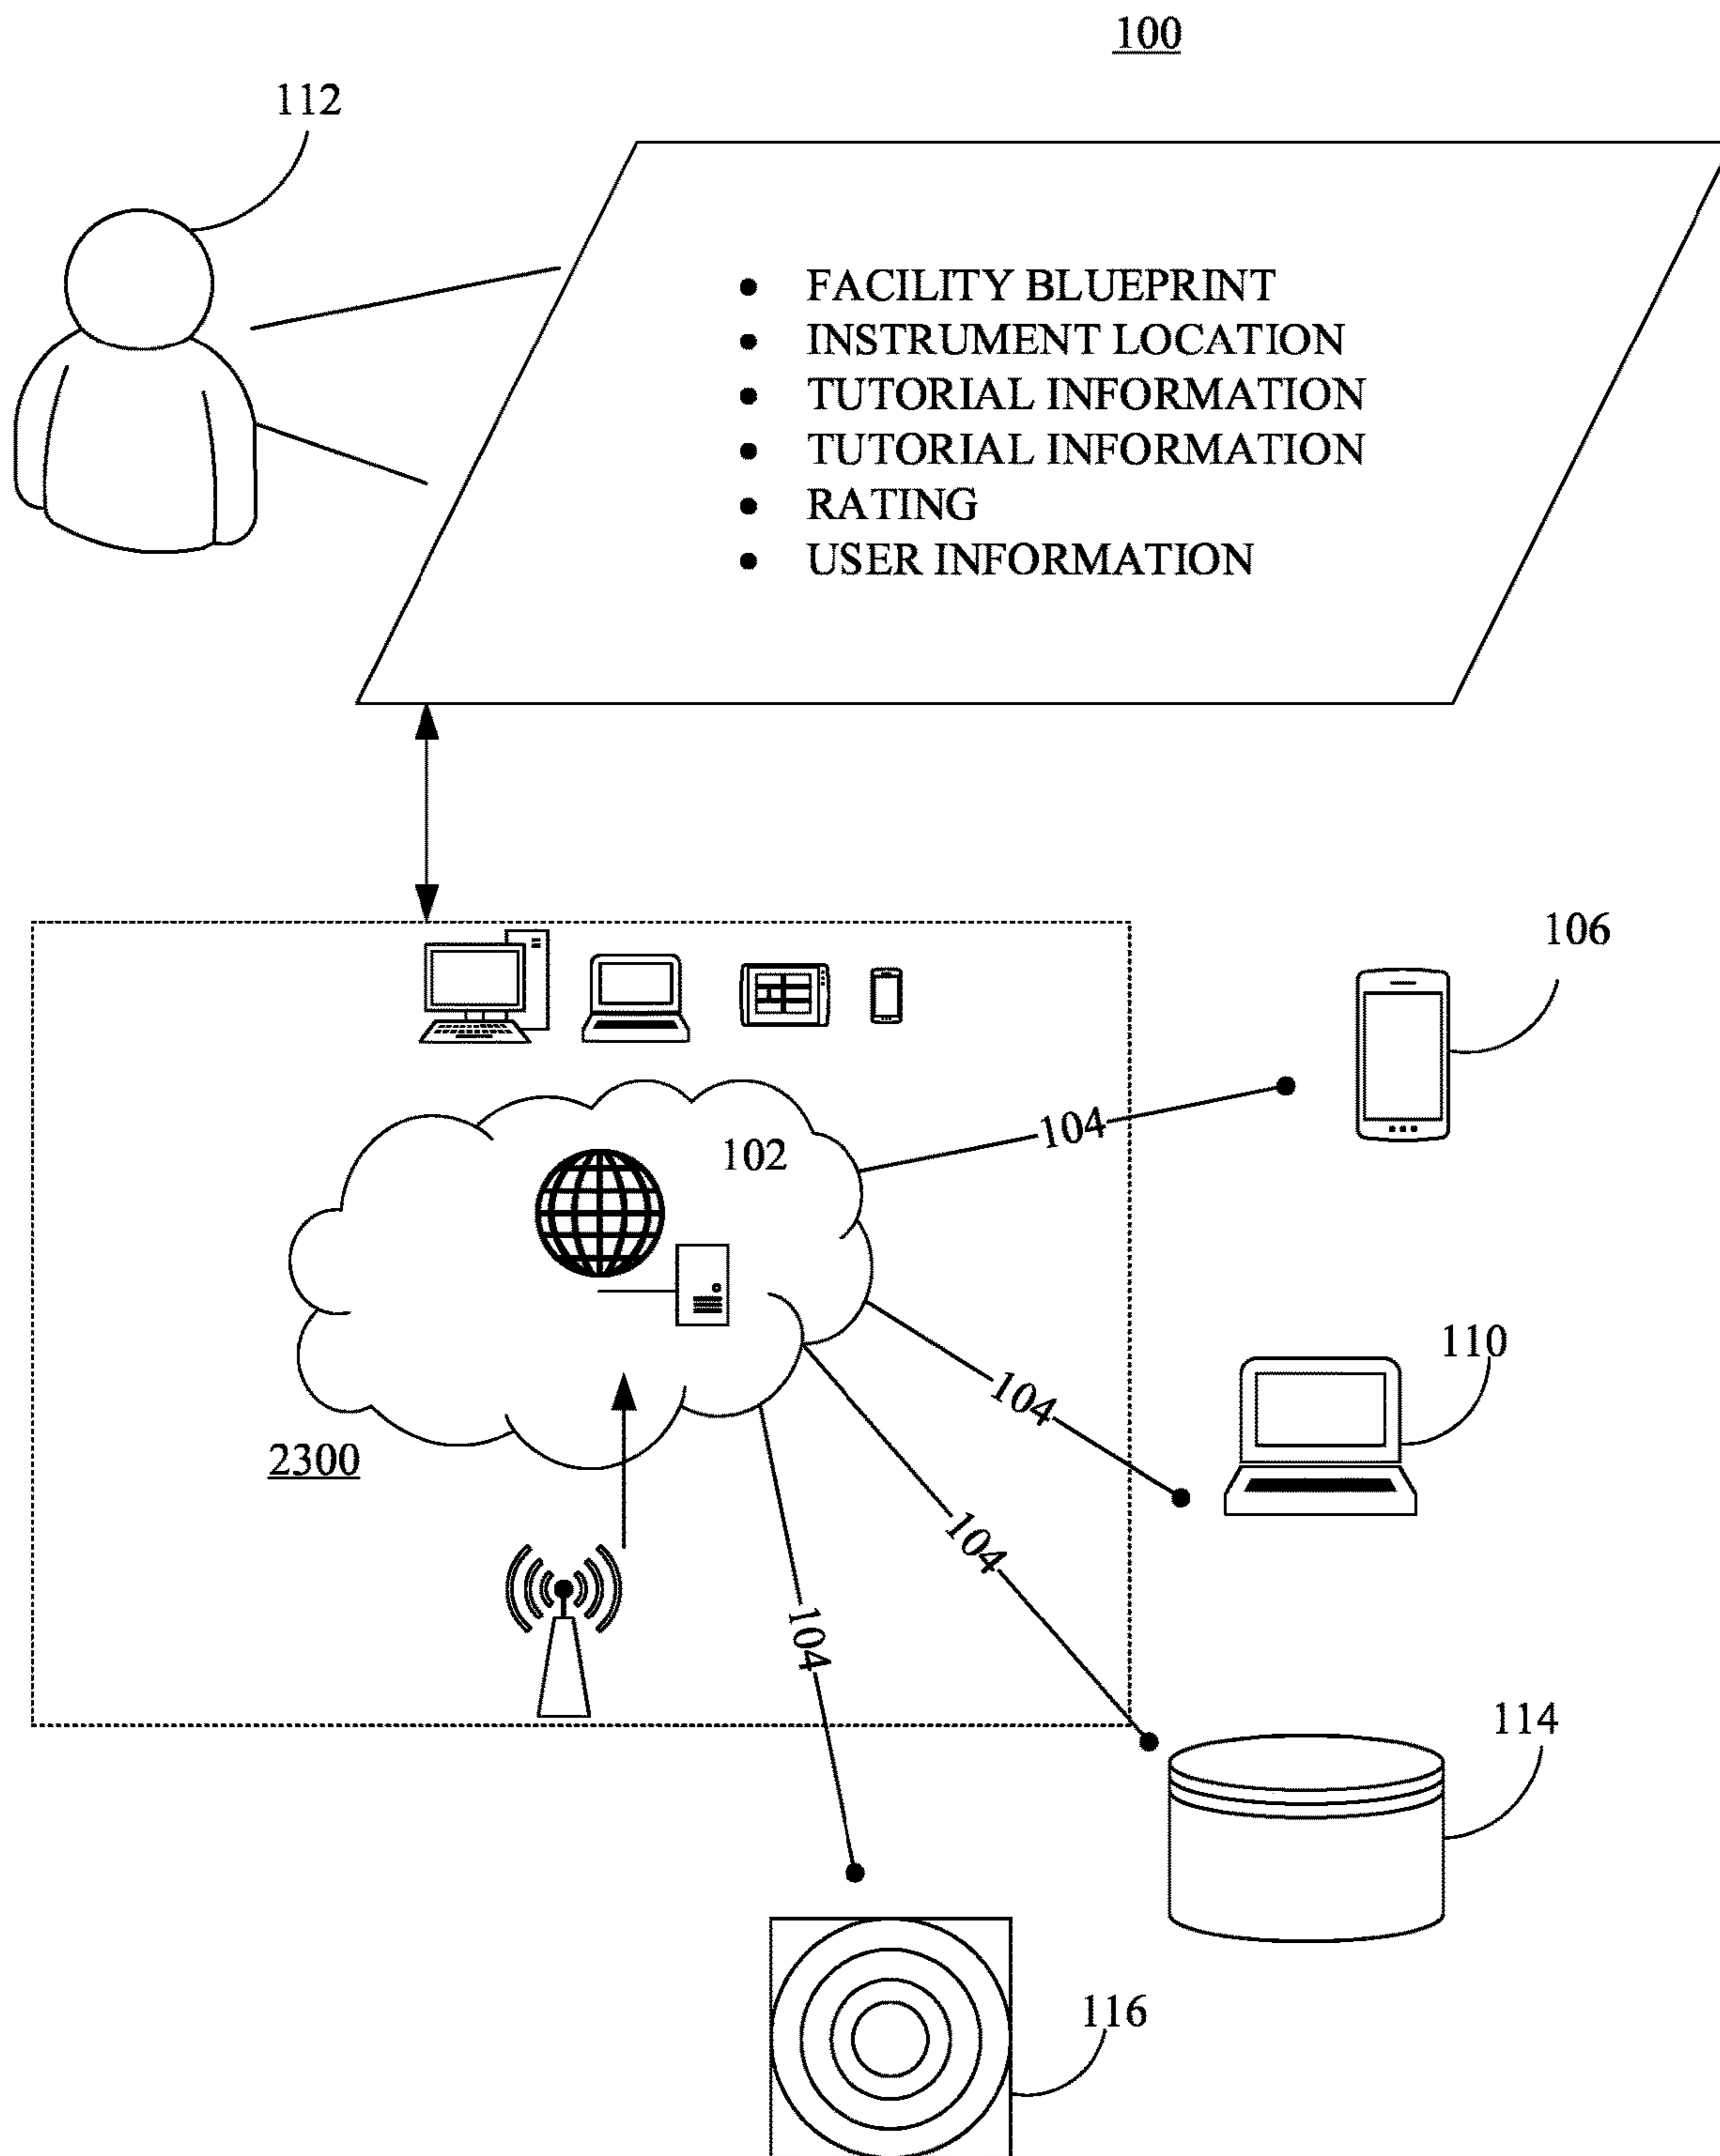 100
112
• FACILITY BLUEPRINT
• INSTRUMENT LOCATION
• TUTORIAL INFORMATION
• TUTORIAL INFORMATION
• RATING
• USER INFORMATION
106
104
102
110
104
2300
104
104
114
116